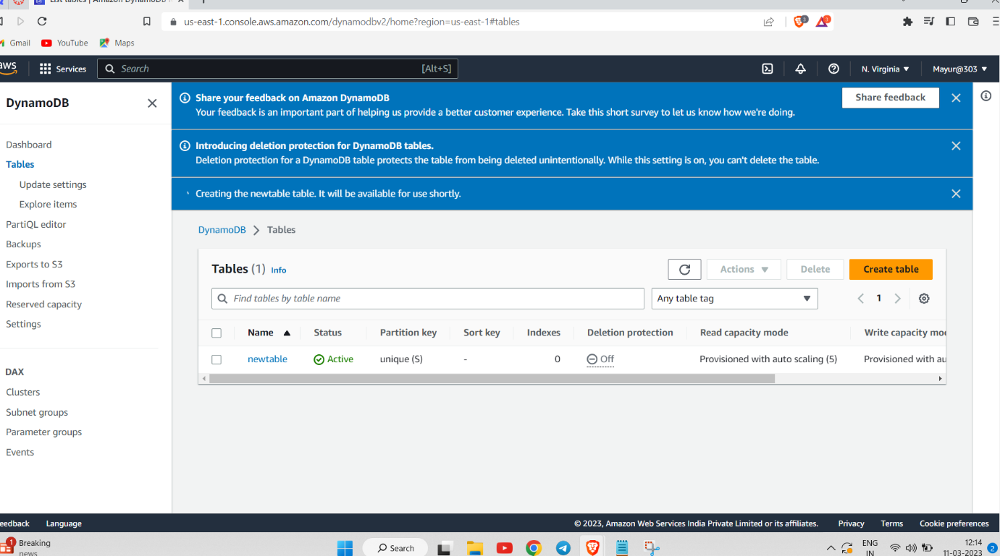 List tables | Amazon DynamoDB
us-east-1.console.aws.amazon.com/dynamodbv2/home?region=us-east-1#tables
Gmail YouTube Maps
aws Services Search [Alt+S] N. Virginia Mayur@303
DynamoDB
Dashboard
Tables
Update settings
Explore items
PartiQL editor
Backups
Exports to S3
Imports from S3
Reserved capacity
Settings
DAX
Clusters
Subnet groups
Parameter groups
Events
Share your feedback on Amazon DynamoDB
Your feedback is an important part of helping us provide a better customer experience. Take this short survey to let us know how we're doing.
Share feedback
Introducing deletion protection for DynamoDB tables.
Deletion protection for a DynamoDB table protects the table from being deleted unintentionally. While this setting is on, you can't delete the table.
Creating the newtable table. It will be available for use shortly.
DynamoDB Tables
Tables (1) Info Actions Delete Create table
Find tables by table name Any table tag 1
Name Status Partition key Sort key Indexes Deletion protection Read capacity mode Write capacity mo
newtable Active unique (S) - 0 Off Provisioned with auto scaling (5) Provisioned with au
eedback Language © 2023, Amazon Web Services India Private Limited or its affiliates. Privacy Terms Cookie preferences
1 Breaking
news
Search
ENG
IN
12:14
11-03-2023
2